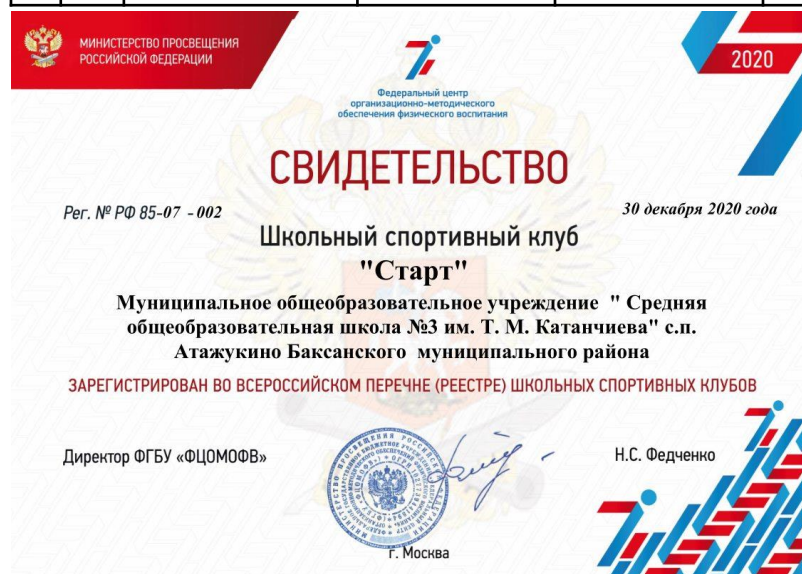 МИНИСТЕРСТВО ПРОСВЕЩЕНИЯ
РОССИЙСКОЙ ФЕДЕРАЦИИ
2020
Федеральный центр
организационно-методического
обеспечения физического воспитания
СВИДЕТЕЛЬСТВО
Рег. № РФ 85-07 - 002
30 декабря 2020 года
Школьный спортивный клуб
"Старт"
Муниципальное общеобразовательное учреждение " Средняя
общеобразовательная школа №3 им. Т. М. Катанчиева" с.п.
Атажукино Баксанского муниципального района
ЗАРЕГИСТРИРОВАН ВО ВСЕРОССИЙСКОМ ПЕРЕЧНЕ (РЕЕСТРЕ) ШКОЛЬНЫХ СПОРТИВНЫХ КЛУБОВ
Директор ФГБУ «ФЦОМОФВ»
Н.С. Федченко
г. Москва